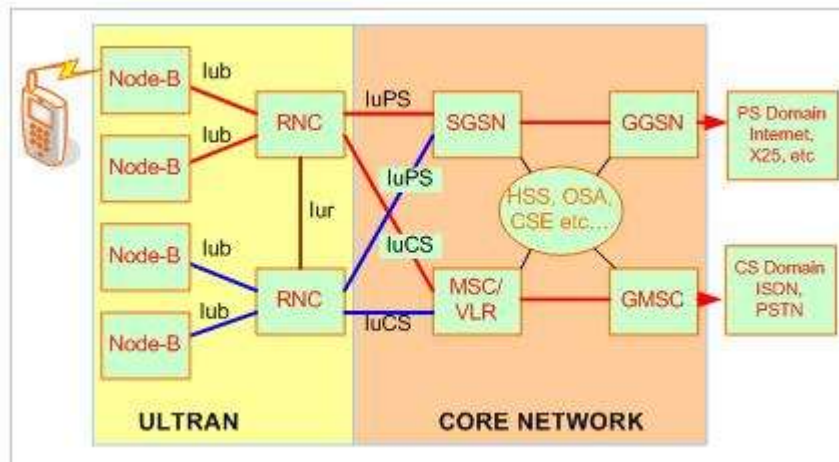 Node-B
Iub
Iub
Node-B
RNC
IuPS
SGSN
GGSN
PS Domain
Internet,
X25, etc
IuPS
Iur
HSS, OSA,
CSE etc...
IuCS
Node-B
Iub
Iub
Node-B
RNC
IuCS
MSC/
VLR
GMSC
CS Domain
ISDN,
PSTN
ULTRAN
CORE NETWORK